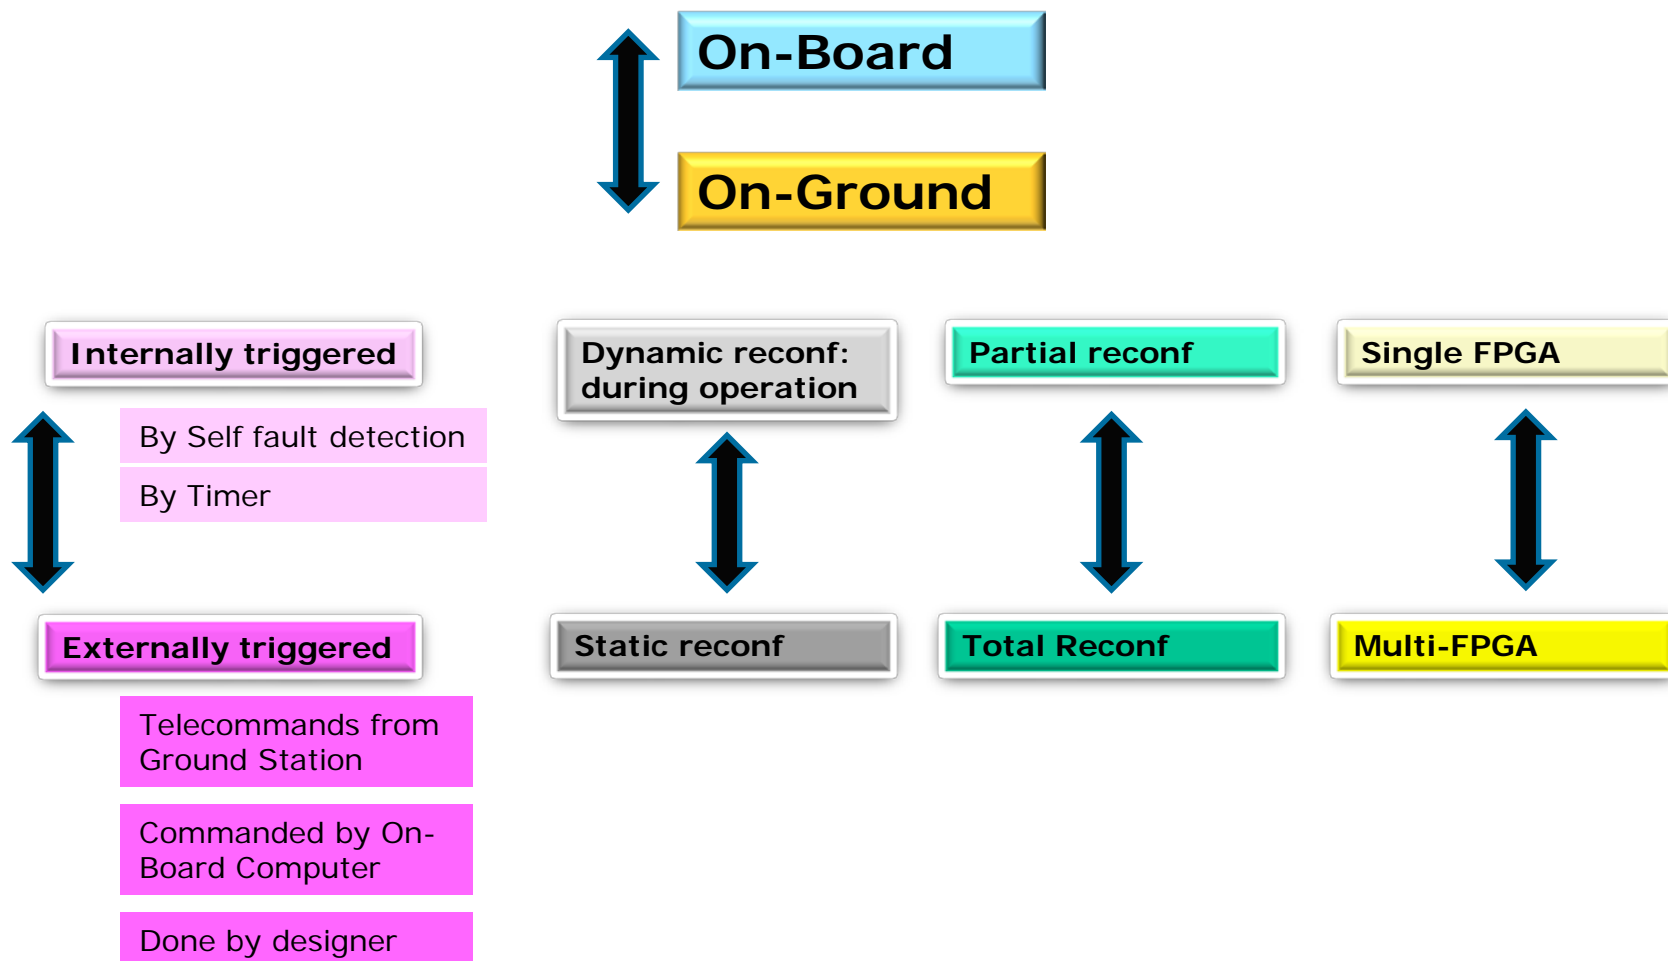 On-Board
On-Ground
Internally triggered
By Self fault detection
By Timer
Externally triggered
Telecommands from
Ground Station
Commanded by On-
Board Computer
Done by designer
Dynamic reconf:
during operation
Static reconf
Partial reconf
Total Reconf
Single FPGA
Multi-FPGA